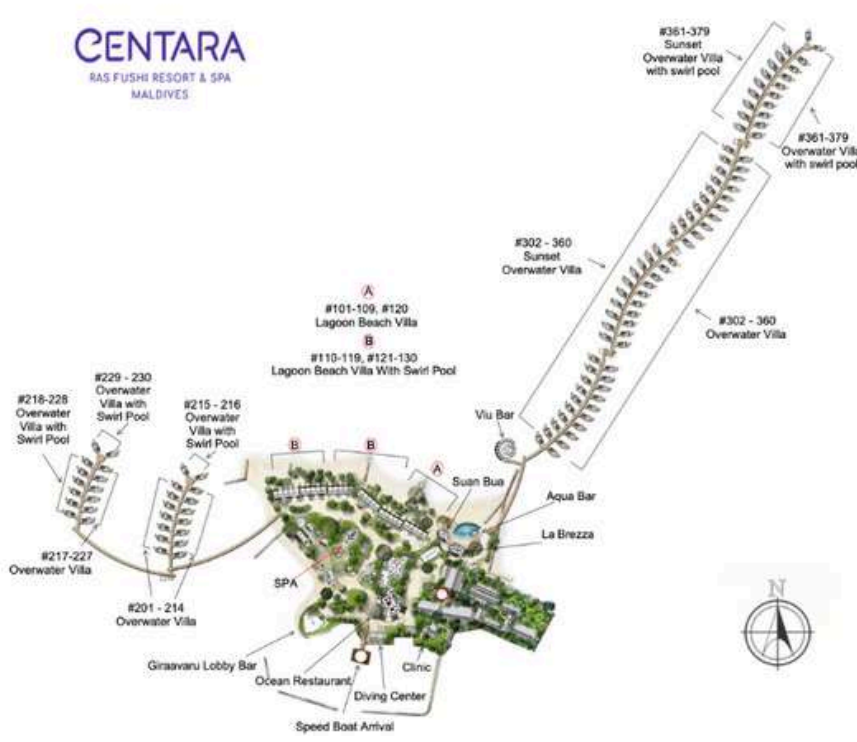 CENTARA
RAS FUSHI RESORT & SPA
MALDIVES
#361-379
Sunset
Overwater Villa
with swirl pool
#361-379
Overwater Villa
with swirl pool
#302 - 360
Sunset
Overwater Villa
#302 - 360
Overwater Villa
A
#101-109, #120
Lagoon Beach Villa
B
#110-119, #121-130
Lagoon Beach Villa With Swirl Pool
#229 - 230
Overwater
Villa with
Swirl Pool
#218-228
Overwater
Villa with
Swirl Pool
#215 - 216
Overwater
Villa with
Swirl Pool
#217-227
Overwater Villa
#201 - 214
Overwater Villa
B
B
A
Viu Bar
Suan Bua
Aqua Bar
La Brezza
SPA
Giraavaru Lobby Bar
Ocean Restaurant
Clinic
Diving Center
Speed Boat Arrival
N